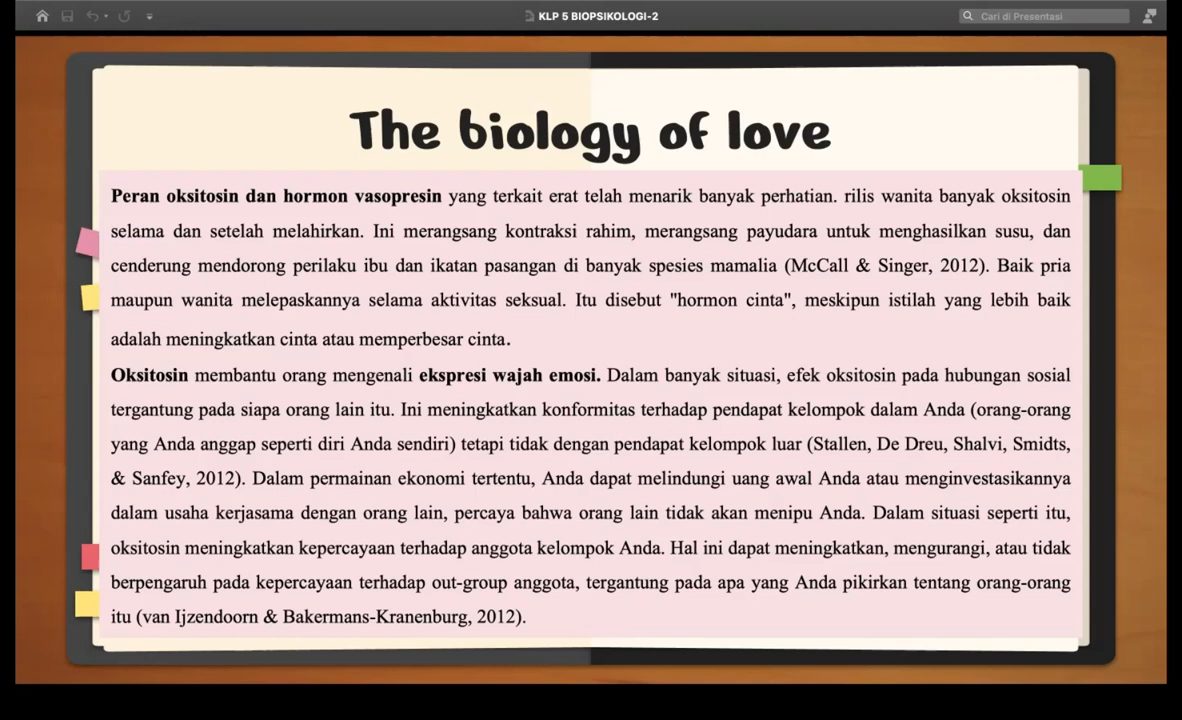 KLP 5 BIOPSIKOLOGI-2
Cari di Presentasi
The biology of love
Peran oksitosin dan hormon vasopresin yang terkait erat telah menarik banyak perhatian. rilis wanita banyak oksitosin
selama dan setelah melahirkan. Ini merangsang kontraksi rahim, merangsang payudara untuk menghasilkan susu, dan
cenderung mendorong perilaku ibu dan ikatan pasangan di banyak spesies mamalia (McCall & Singer, 2012). Baik pria
maupun wanita melepaskannya selama aktivitas seksual. Itu disebut "hormon cinta", meskipun istilah yang lebih baik
adalah meningkatkan cinta atau memperbesar cinta.
Oksitosin membantu orang mengenali ekspresi wajah emosi. Dalam banyak situasi, efek oksitosin pada hubungan sosial
tergantung pada siapa orang lain itu. Ini meningkatkan konformitas terhadap pendapat kelompok dalam Anda (orang-orang
yang Anda anggap seperti diri Anda sendiri) tetapi tidak dengan pendapat kelompok luar (Stallen, De Dreu, Shalvi, Smidts,
& Sanfey, 2012). Dalam permainan ekonomi tertentu, Anda dapat melindungi uang awal Anda atau menginvestasikannya
dalam usaha kerjasama dengan orang lain, percaya bahwa orang lain tidak akan menipu Anda. Dalam situasi seperti itu,
oksitosin meningkatkan kepercayaan terhadap anggota kelompok Anda. Hal ini dapat meningkatkan, mengurangi, atau tidak
berpengaruh pada kepercayaan terhadap out-group anggota, tergantung pada apa yang Anda pikirkan tentang orang-orang
itu (van Ijzendoorn & Bakermans-Kranenburg, 2012).